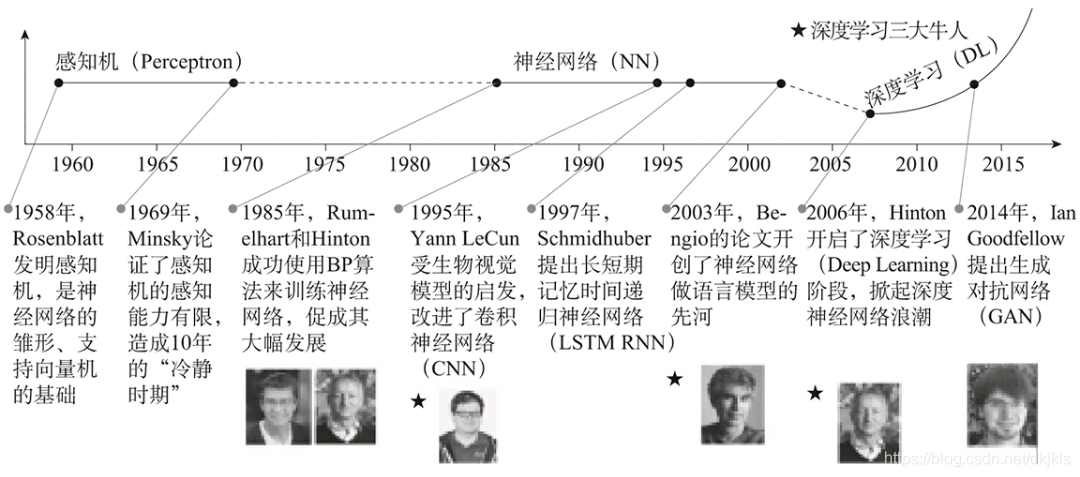 ★深度学习三大牛人
感知机（Perceptron）
神经网络（NN）
深度学习（DL）
1960
1965
1970
1975
1980
1985
1990
1995
2000
2005
2010
2015
1958年，
Rosenblatt
发明感知
机，是神
经网络的
雏形、支
持向量机
的基础
1969年，
Minsky论
证了感知
机的感知
能力有限，
造成10年
的“冷静
时期”
1985年，Rum-
elhart和Hinton
成功使用BP算
法来训练神经
网络，促成其
大幅发展
1995年，
Yann LeCun
受生物视觉
模型的启发，
改进了卷积
神经网络
（CNN）
★
1997年，
Schmidhuber
提出长短期
记忆时间递
归神经网络
（LSTM RNN）
2003年，Be-
ngio的论文开
创了神经网络
做语言模型的
先河
★
2006年，Hinton
开启了深度学习
（Deep Learning）
阶段，掀起深度
神经网络浪潮
★
2014年，Ian
Goodfellow
提出生成
对抗网络
（GAN）
https://blog.csdn.net/dkjkls